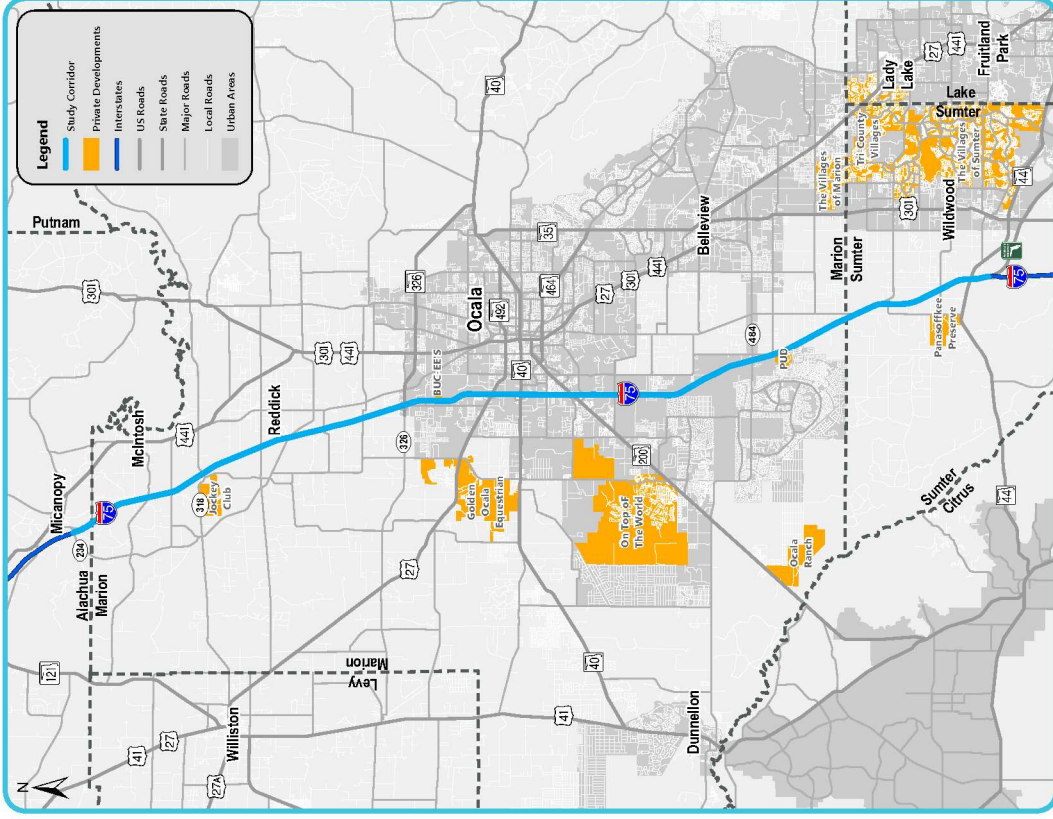 Legend
Study Corridor
Private Developments
Interstates
US Roads
State Roads
Major Roads
Local Roads
Urban Areas
N
Putnam
301
40
27
441
Lady
Lake
Fruitland
Park
Lake
Sumter
Tri County
Villages
The Villages
of Sumter
The Villages
of Marion
301
Wildwood
44
Marion
Sumter
75
Panasoffkee
Preserve
Belleview
35
326
Ocala
492
464
27
301
441
40
484
PUD
75
BUC-EE'S
301
441
326
Reddick
441
McIntosh
Micanopy
75
234
318
Jockey
Club
Alachua
Marion
121
Levy
Marion
Williston
41
27
27A
27
Golden
Ocala
Equestrian
On Top of
The World
200
Ocala
Ranch
40
41
Dunnellon
Sumter
Citrus
44